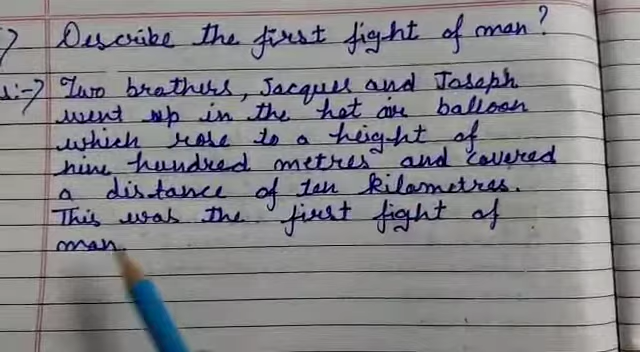 Describe the first fight of man?
s:-) Two brothers, Jacques and Joseph
went up in the hot air balloon
which rose to a height of
nine hundred metres and covered
a distance of ten kilometres.
This was the first fight of
man.